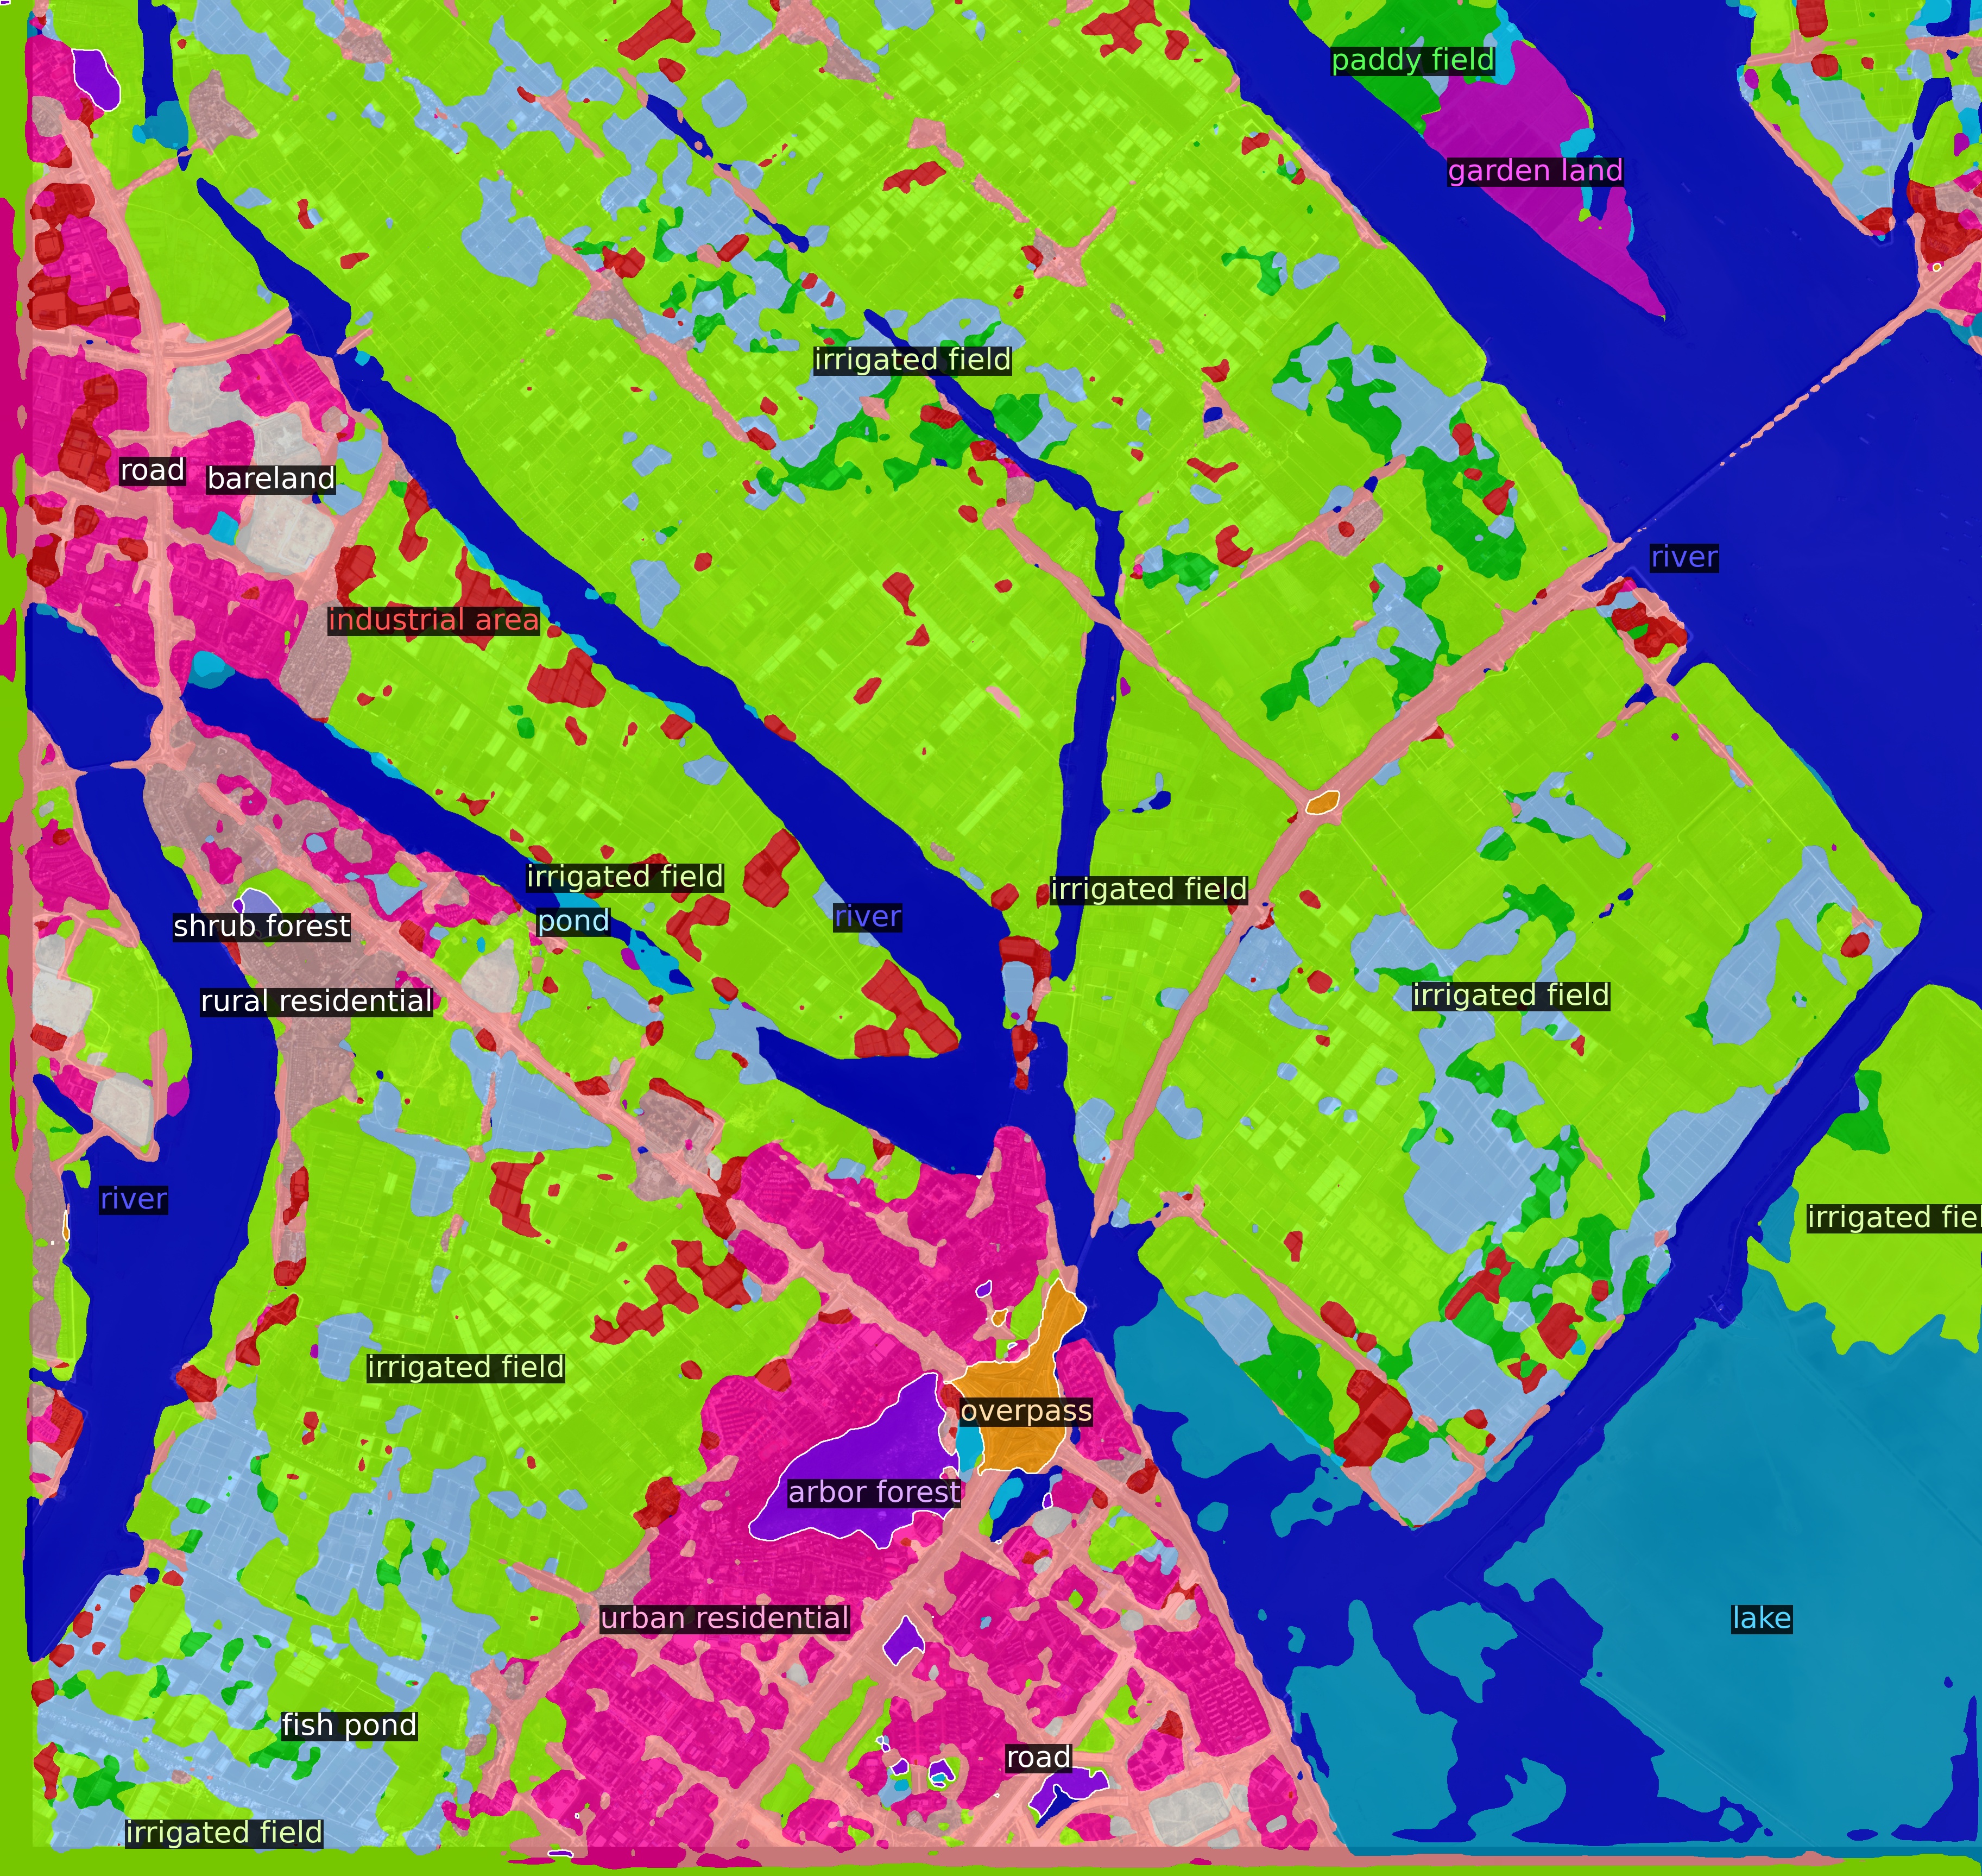 paddy field
garden land
irrigated field
road
bareland
river
industrial area
irrigated field
irrigated field
pond
river
shrub forest
irrigated field
rural residential
river
irrigated fiel
irrigated field
overpass
arbor forest
urban residential
lake
fish pond
road
irrigated field